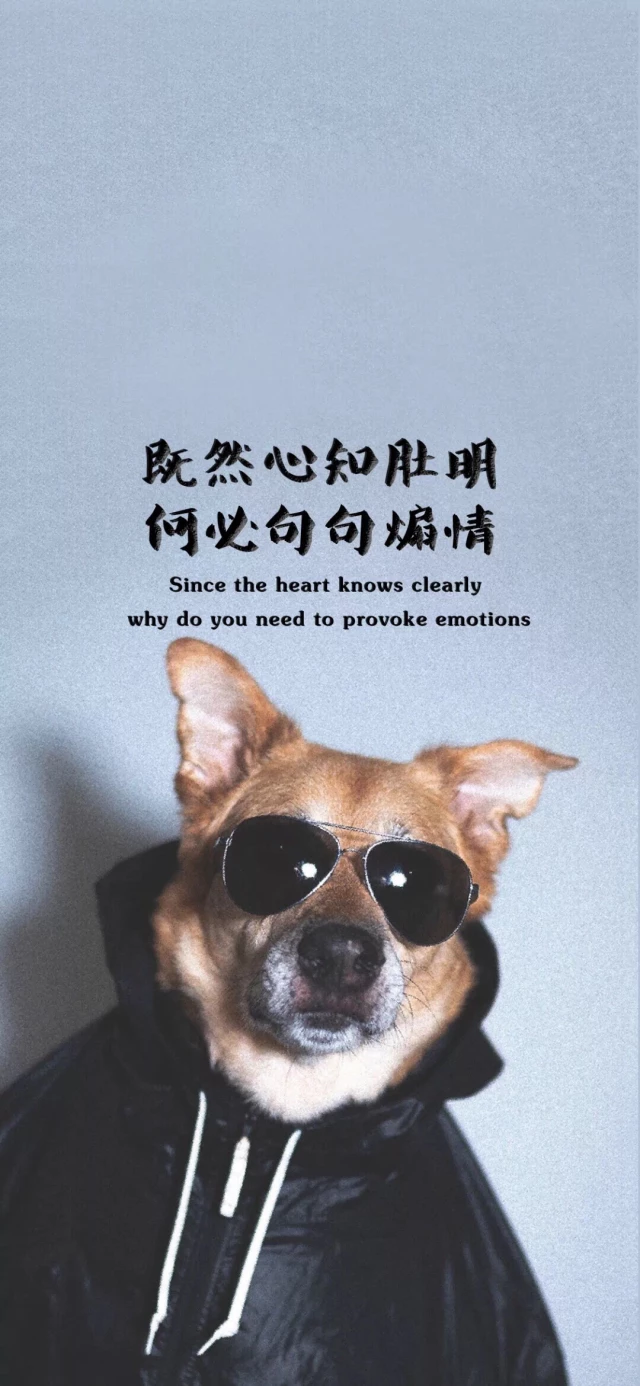 既然心知肚明
何必句句煽情
Since the heart knows clearly
why do you need to provoke emotions